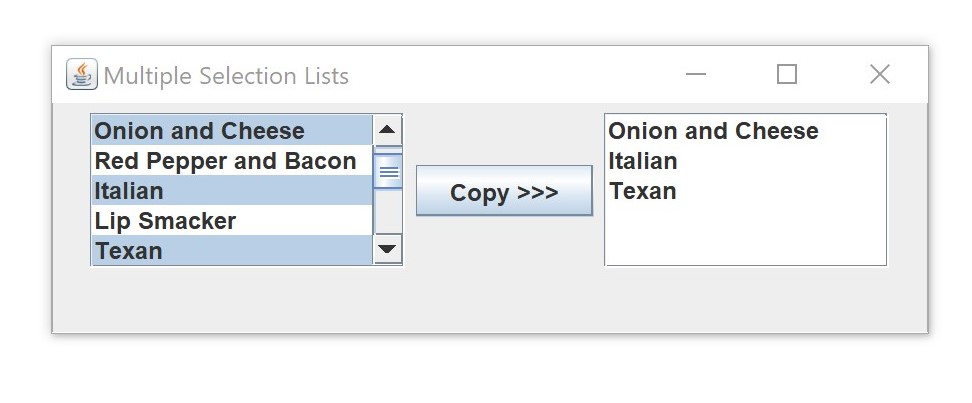 Multiple Selection Lists
Onion and Cheese
Red Pepper and Bacon
Italian
Lip Smacker
Texan
Copy >>>
Onion and Cheese
Italian
Texan